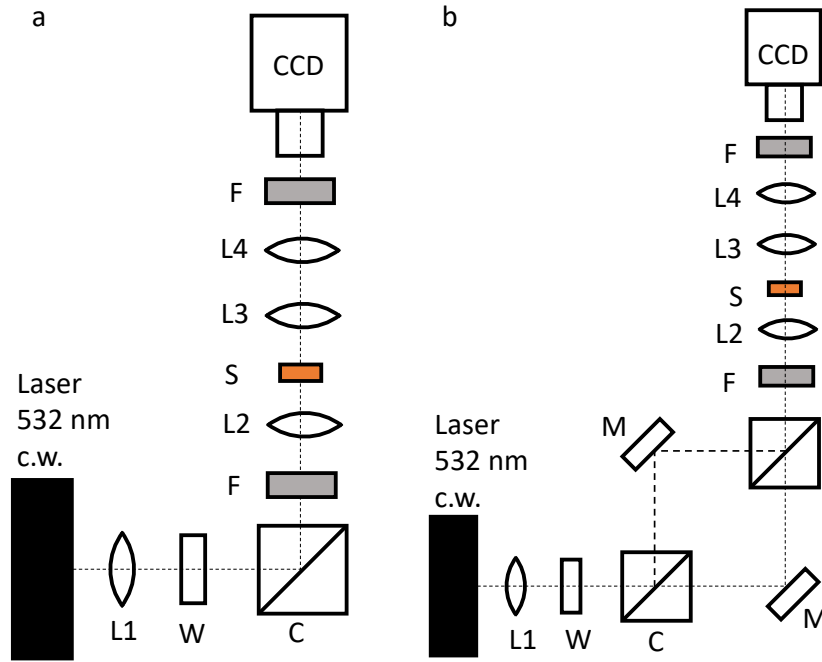 a
CCD
F
L4
L3
S
L2
F
Laser
532 nm
c.w.
L1
W
C
b
CCD
F
L4
L3
S
L2
F
M
Laser
532 nm
c.w.
L1
W
C
M